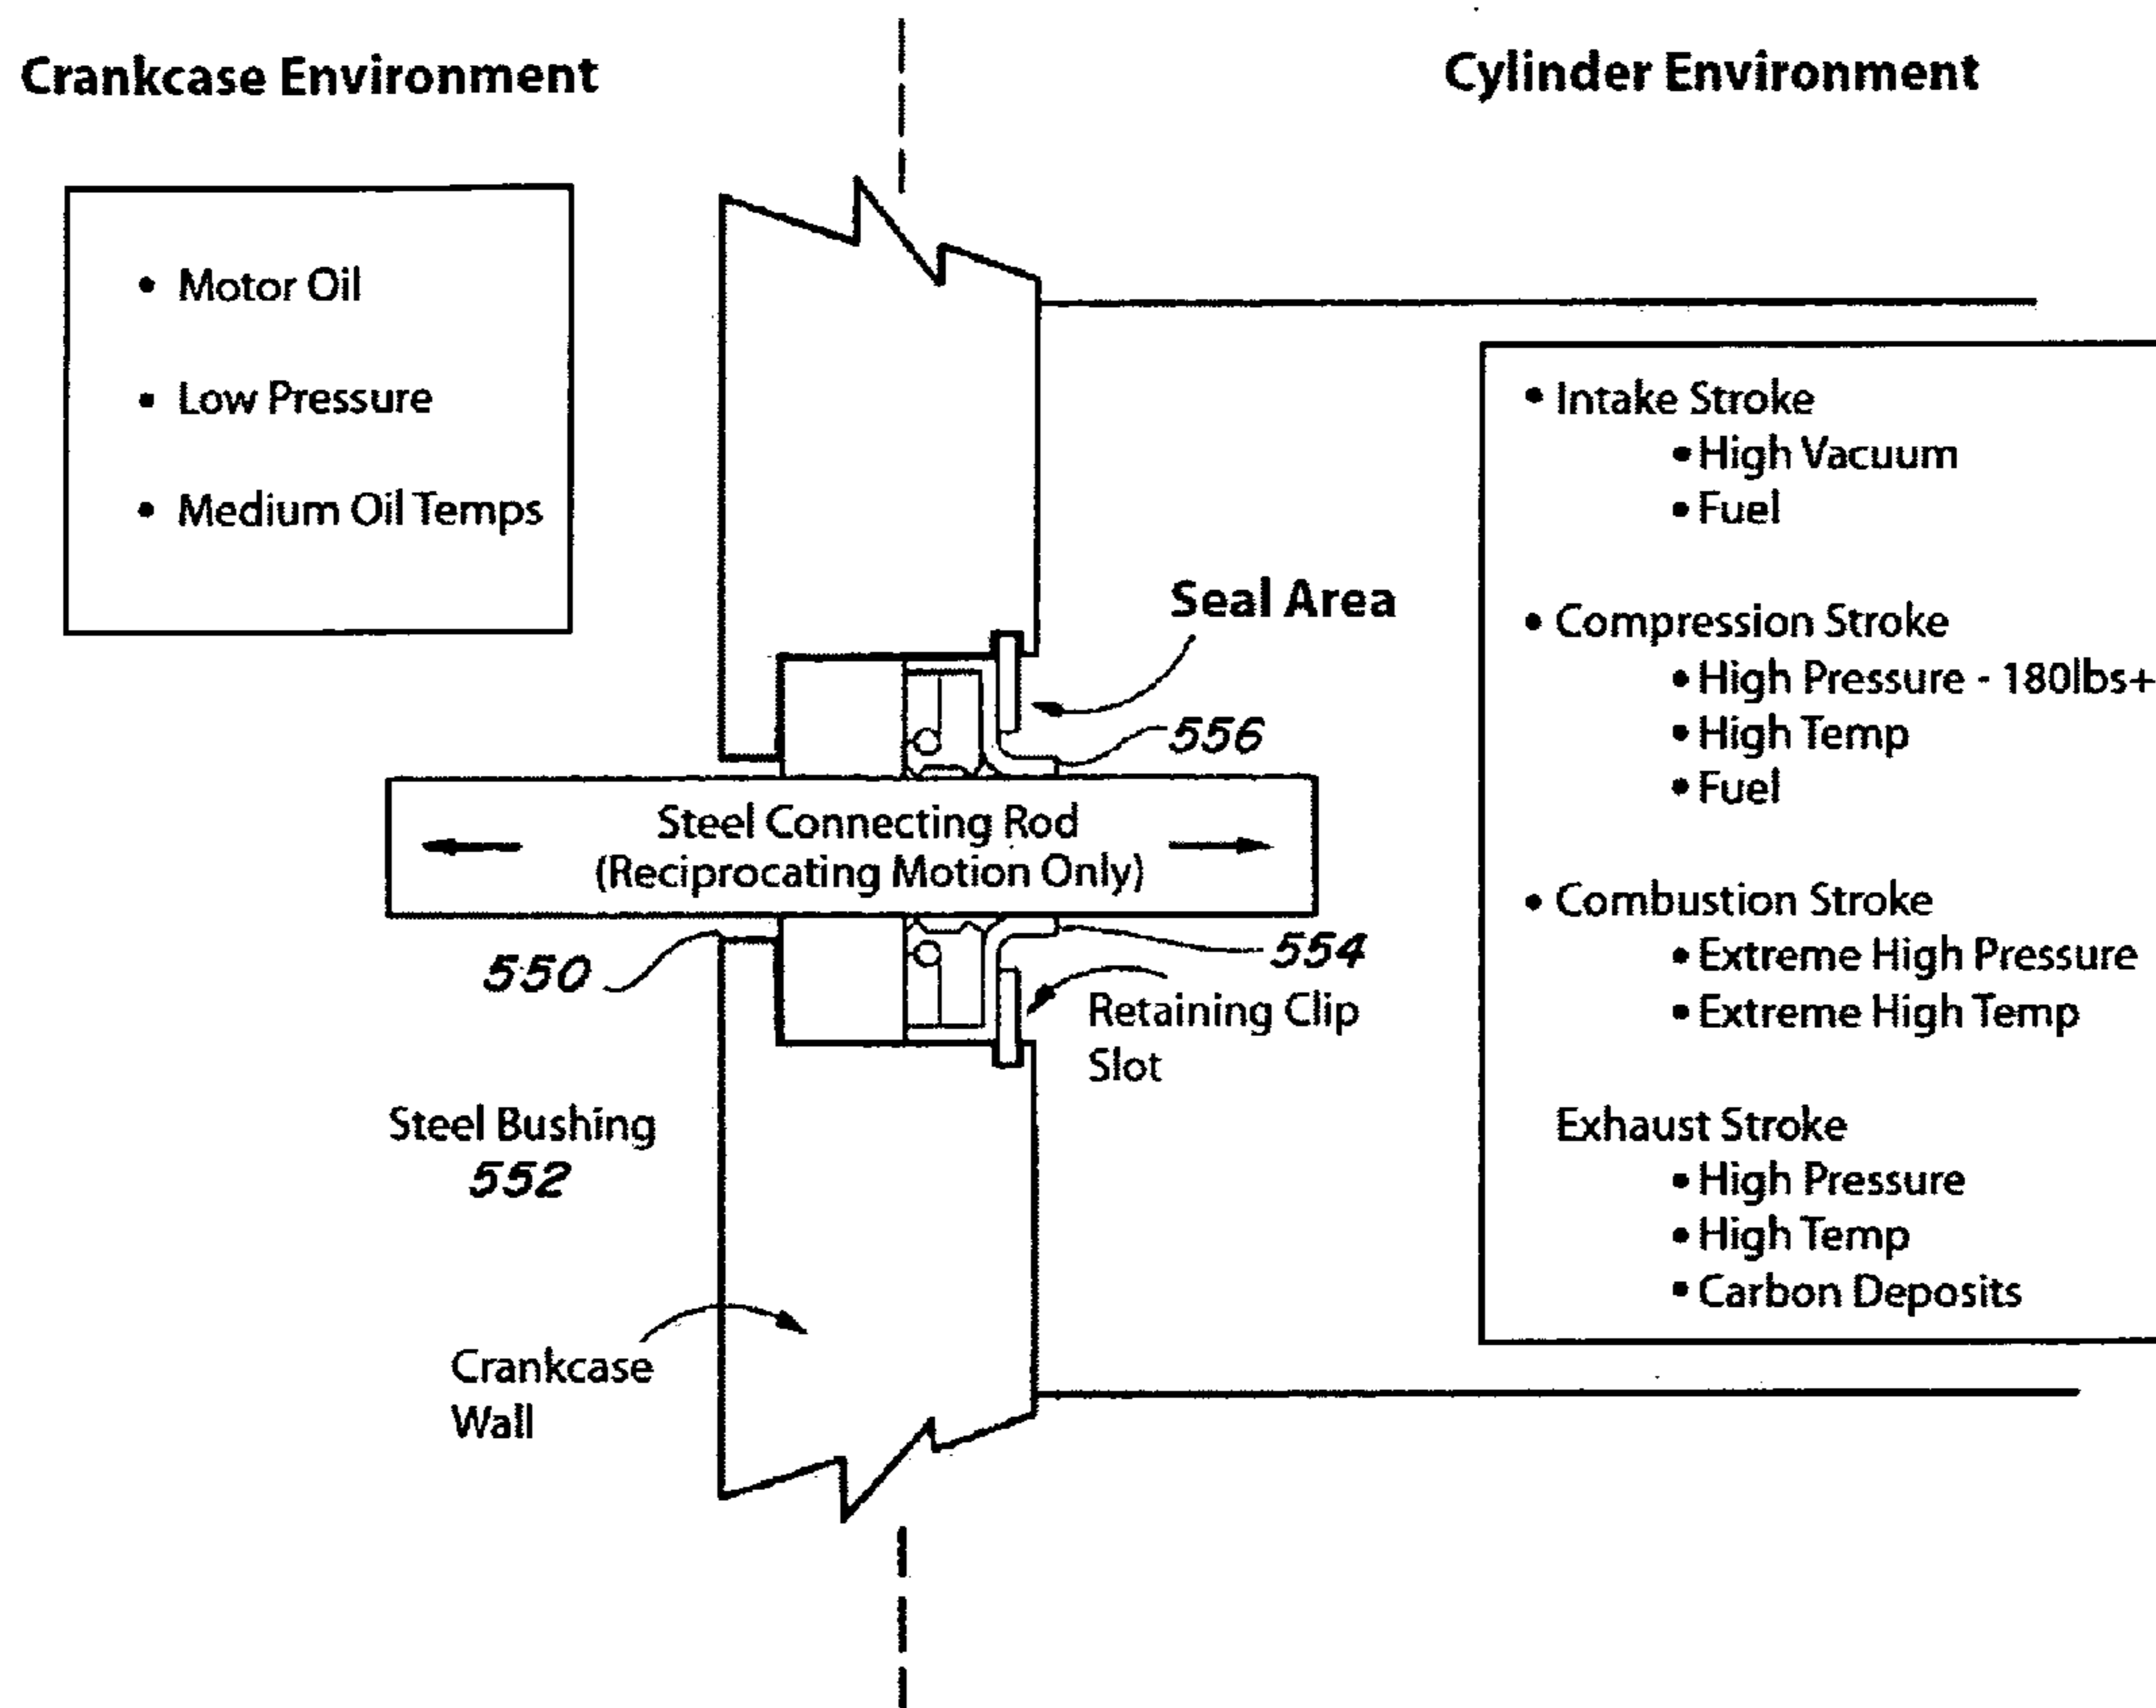 Crankcase Environment
• Motor Oil
• Low Pressure
• Medium Oil Temps
Cylinder Environment
• Intake Stroke
• High Vacuum
• Fuel
• Compression Stroke
• High Pressure - 180lbs+
• High Temp
• Fuel
• Combustion Stroke
• Extreme High Pressure
• Extreme High Temp
Exhaust Stroke
• High Pressure
• High Temp
• Carbon Deposits
Seal Area
556
Steel Connecting Rod
(Reciprocating Motion Only)
550
554
Retaining Clip
Slot
Steel Bushing
552
Crankcase
Wall